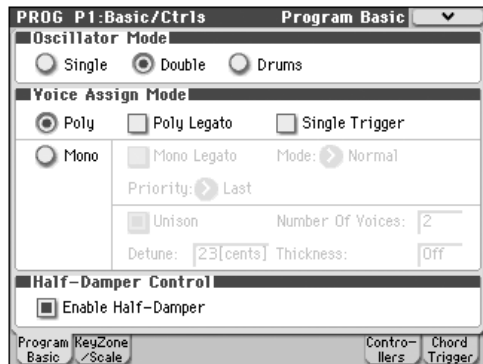 PROG P1:Basic/Ctrls Program Basic
Oscillator Mode
Single Double Drums
Voice Assign Mode
Poly Poly Legato Single Trigger
Mono Mono Legato Mode: Normal
Priority: Last
Unison Number Of Voices: 2
Detune: 23[cents] Thickness: Off
Half-Damper Control
Enable Half-Damper
Program KeyZone Contro- Chord
Basic /Scale llers Trigger